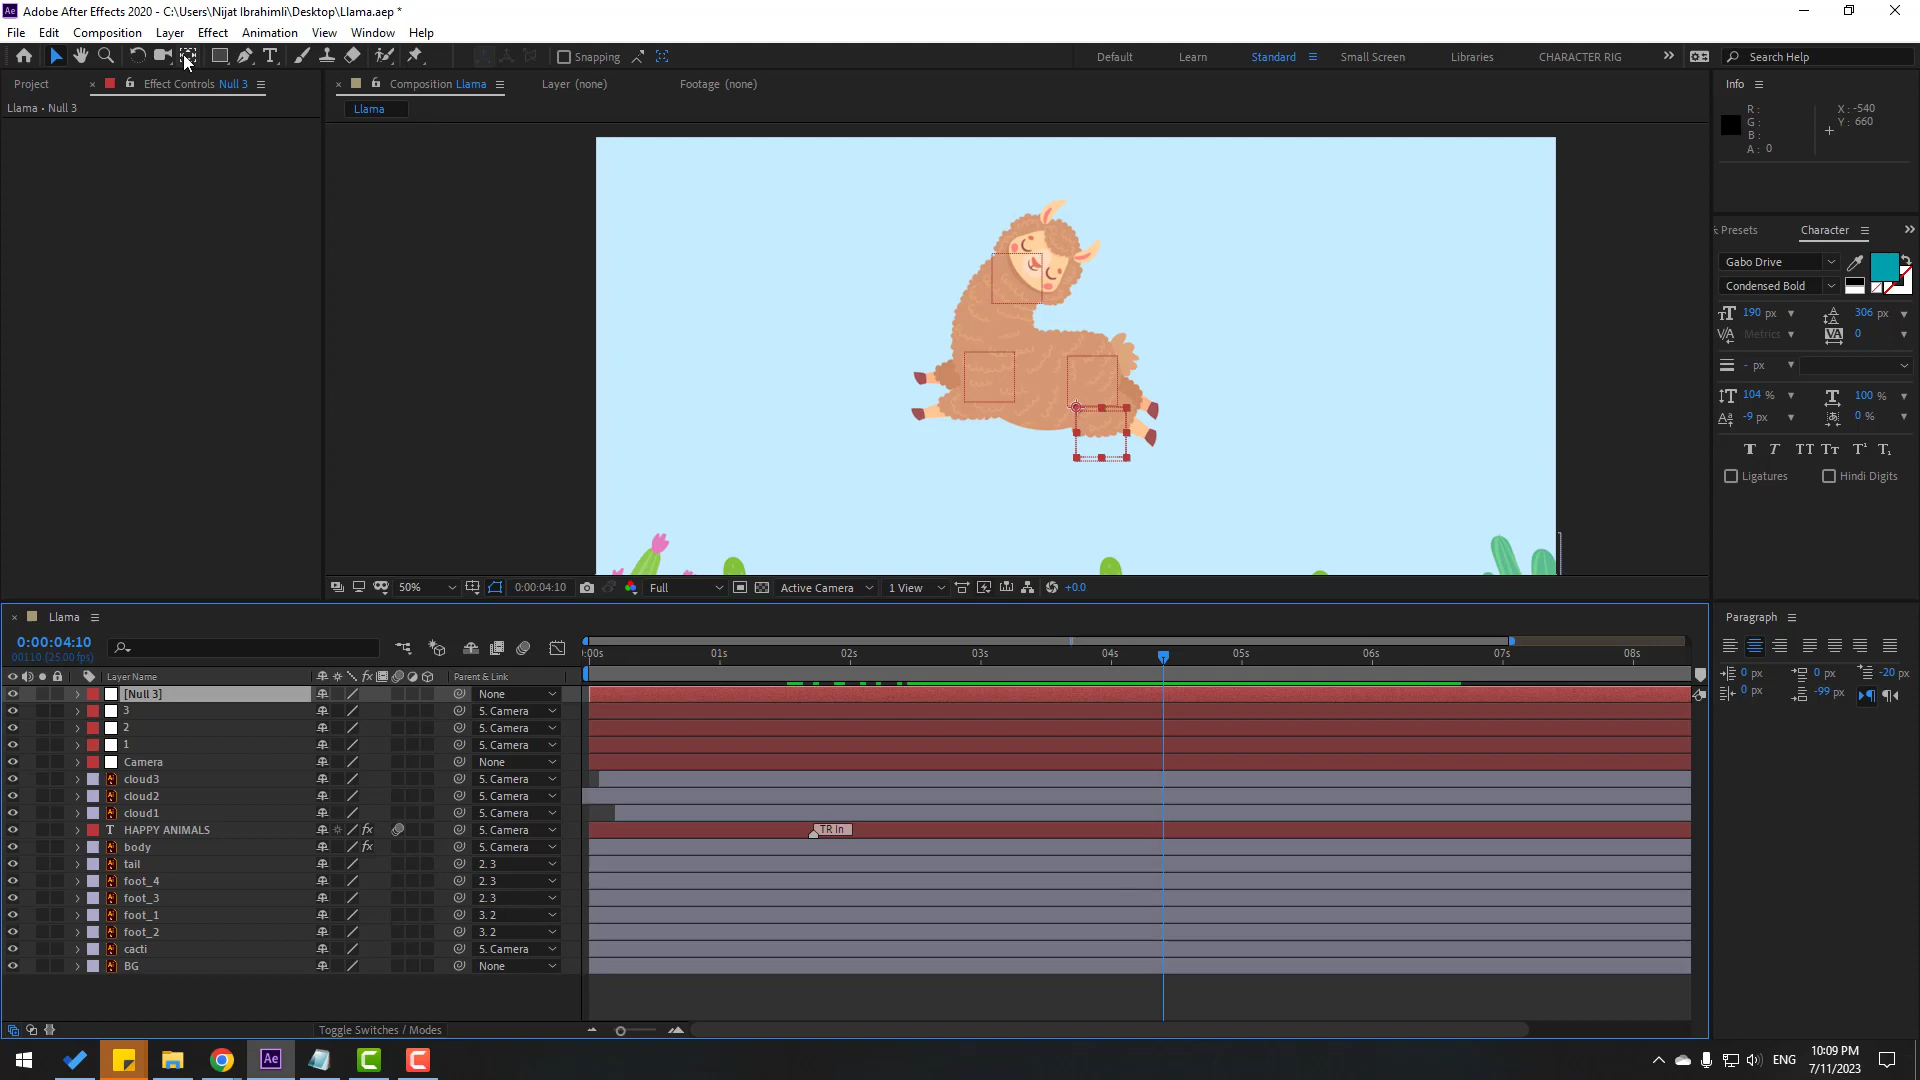 Adobe After Effects 2020 - C:\Users\Nijat Ibrahimli\Desktop\Llama.aep *
File Edit Composition Layer Effect Animation View Window Help
Snapping
Default Learn Standard Small Screen Libraries CHARACTER RIG Search Help
Project Effect Controls Null 3
Composition Llama Layer (none) Footage (none)
Info
Llama • Null 3
Llama
R :
G :
B :
A : 0
X : -540
Y : 660
Presets Character
Gabo Drive
Condensed Bold
190 px 306 px
Metrics 0
- px
104 % 100 %
-9 px 0 %
Ligatures Hindi Digits
50% 0:00:04:10 Full Active Camera 1 View +0.0
Llama
0:00:04:10
00110 (25.00 fps)
:00s 01s 02s 03s 04s 05s 06s 07s 08s
Layer Name Parent & Link
[Null 3] None
3 5. Camera
2 5. Camera
1 5. Camera
Camera None
cloud3 5. Camera
cloud2 5. Camera
cloud1 5. Camera
HAPPY ANIMALS fx 5. Camera TR In
body fx 5. Camera
tail 2. 3
foot_4 2. 3
foot_3 2. 3
foot_1 3. 2
foot_2 3. 2
cacti 5. Camera
BG None
Toggle Switches / Modes
Paragraph
0 px 0 px -20 px
0 px -99 px
ENG
10:09 PM
7/11/2023